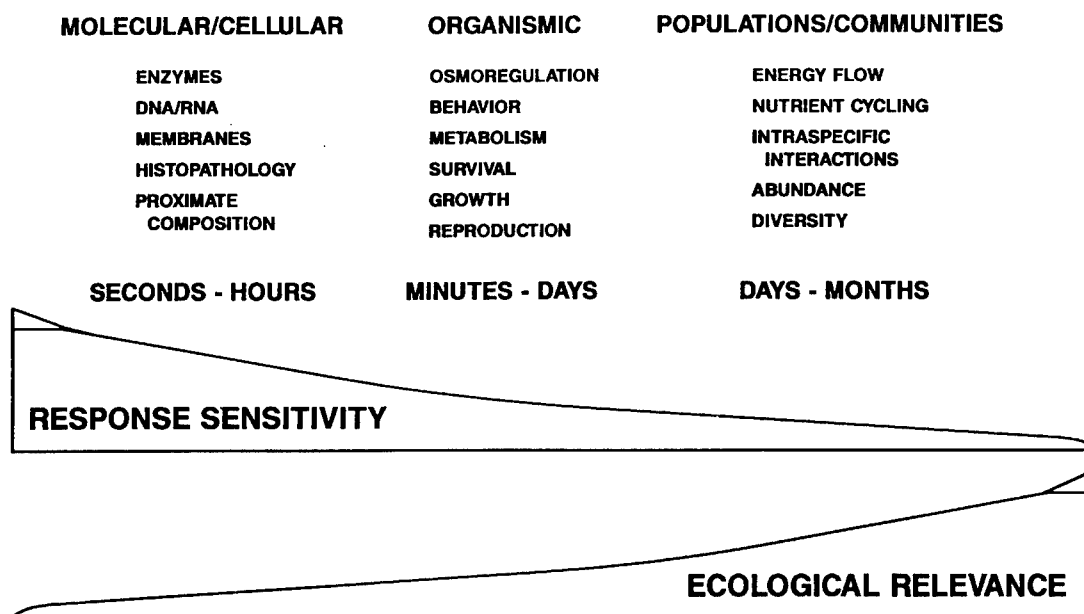 MOLECULAR/CELLULAR
ENZYMES
DNA/RNA
MEMBRANES
HISTOPATHOLOGY
PROXIMATE
COMPOSITION
SECONDS - HOURS
ORGANISMIC
OSMOREGULATION
BEHAVIOR
METABOLISM
SURVIVAL
GROWTH
REPRODUCTION
MINUTES - DAYS
POPULATIONS/COMMUNITIES
ENERGY FLOW
NUTRIENT CYCLING
INTRASPECIFIC
INTERACTIONS
ABUNDANCE
DIVERSITY
DAYS - MONTHS
RESPONSE SENSITIVITY
ECOLOGICAL RELEVANCE